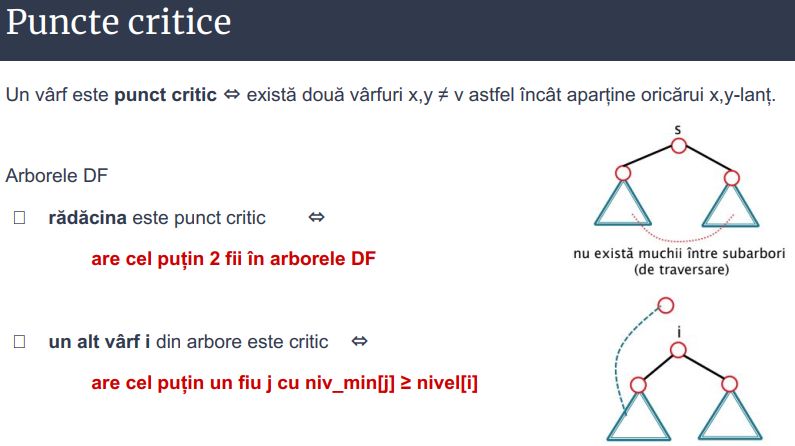 Puncte critice
Un vârf este punct critic ⇔ există două vârfuri x,y ≠ v astfel încât aparține oricărui x,y-lanț.
s
Arborele DF
rădăcina este punct critic ⇔
are cel puțin 2 fii în arborele DF
nu există muchii între subarbori
(de traversare)
i
un alt vârf i din arbore este critic ⇔
are cel puțin un fiu j cu niv_min[j] ≥ nivel[i]